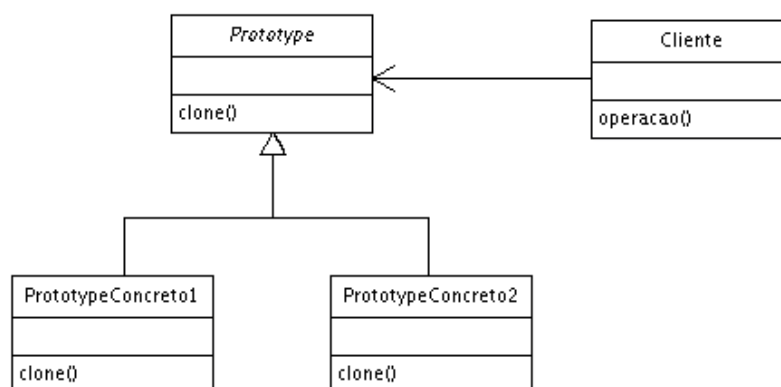 Prototype
Cliente
clone()
operacao()
PrototypeConcreto1
PrototypeConcreto2
clone()
clone()